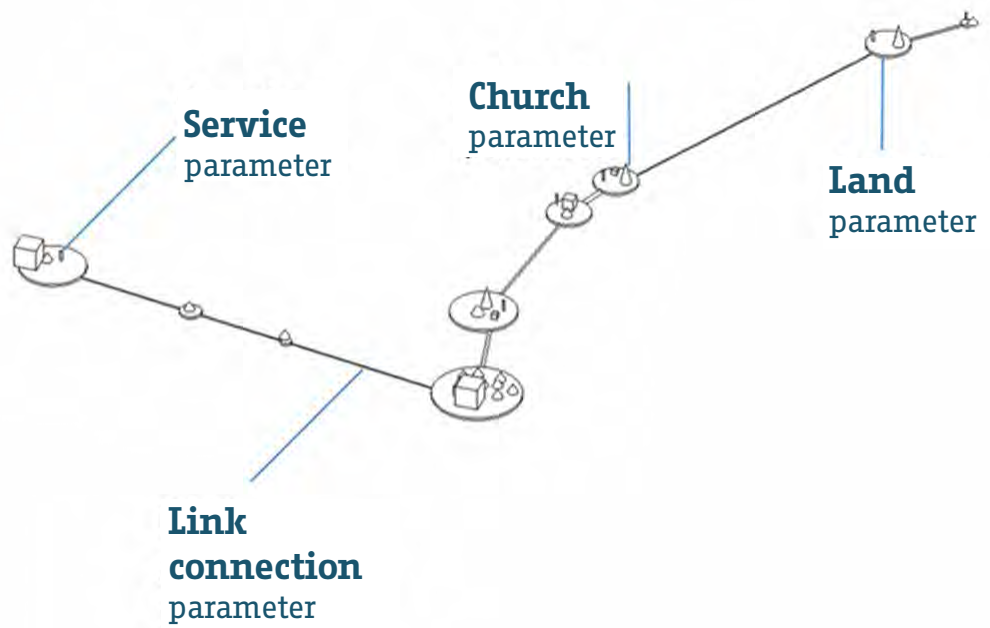 Service
parameter
Church
parameter
Land
parameter
Link
connection
parameter